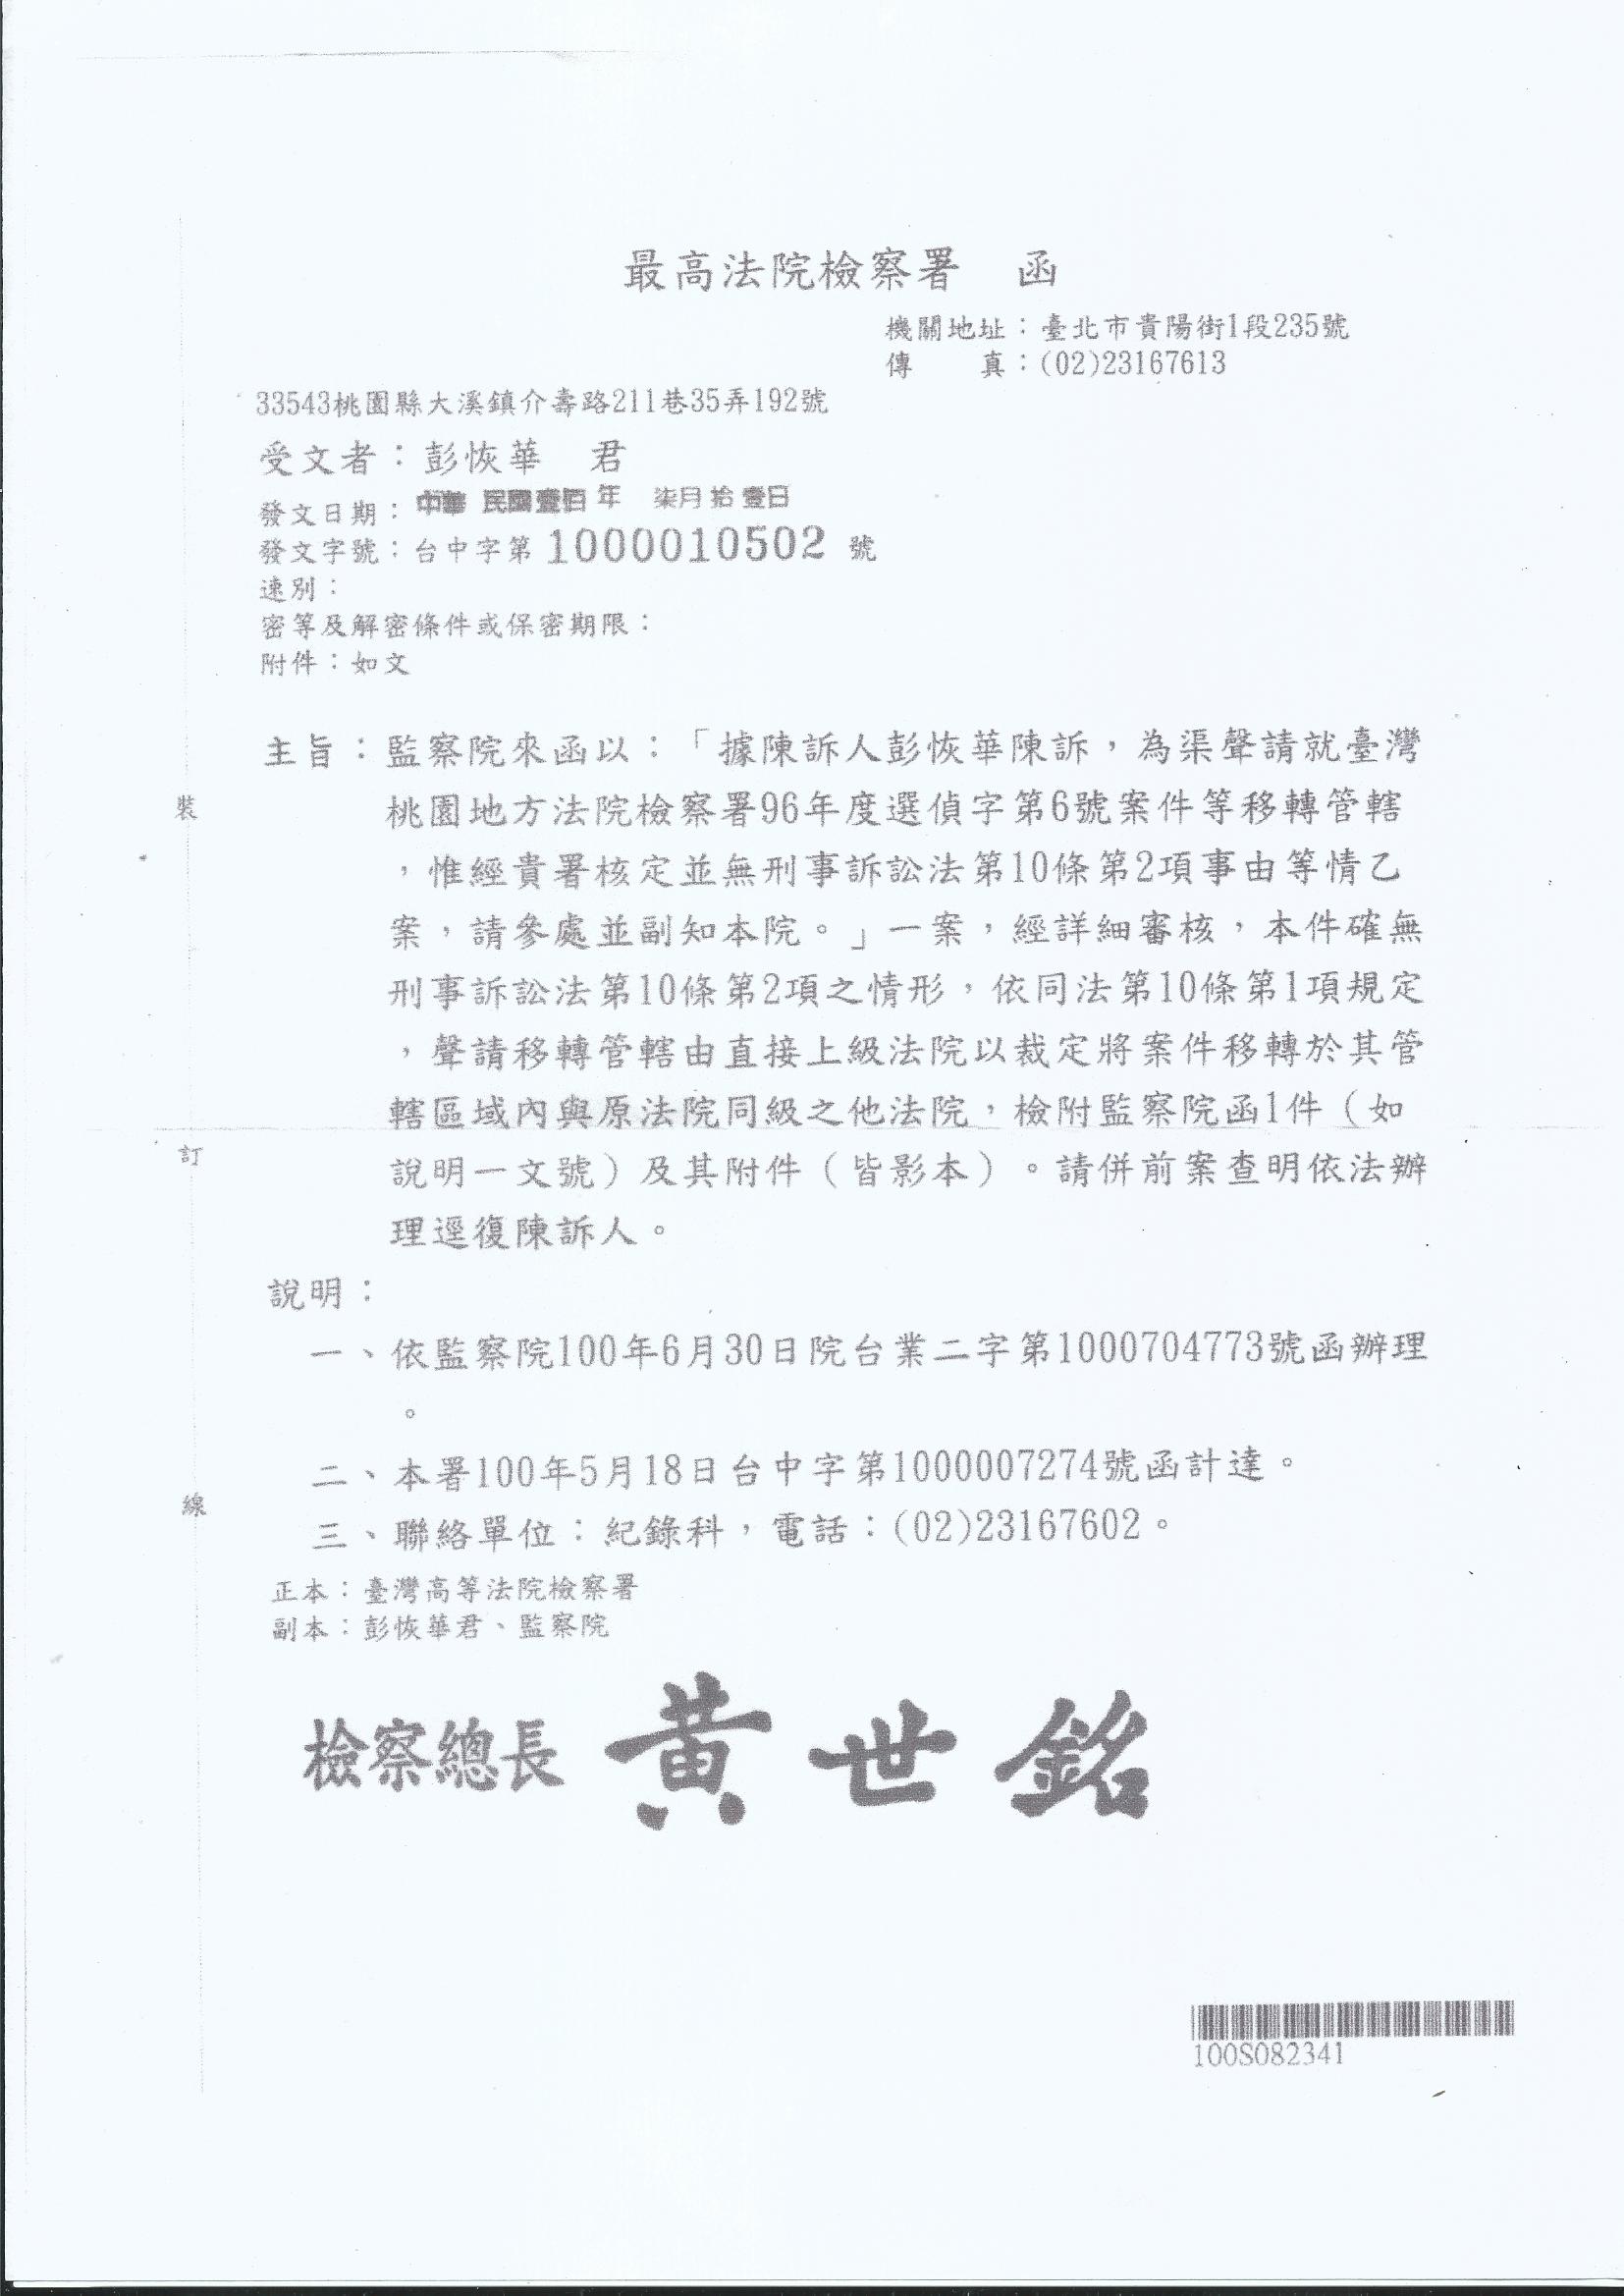 最高法院檢察署　函
機關地址：臺北市貴陽街1段235號
傳　　真：(02)23167613
33543桃園縣大溪鎮介壽路211巷35弄192號
受文者：彭恢華　君
發文日期：中華民國壹佰年　柒月拾壹日
發文字號：台中字第1000010502號
速別：
密等及解密條件或保密期限：
附件：如文
主旨：監察院來函以：「據陳訴人彭恢華陳訴，為渠聲請就臺灣
桃園地方法院檢察署96年度選偵字第6號案件等移轉管轄
，惟經貴署核定並無刑事訴訟法第10條第2項事由等情乙
案，請參處並副知本院。」一案，經詳細審核，本件確無
刑事訴訟法第10條第2項之情形，依同法第10條第1項規定
，聲請移轉管轄由直接上級法院以裁定將案件移轉於其管
轄區域內與原法院同級之他法院，檢附監察院函1件（如
說明一文號）及其附件（皆影本）。請併前案查明依法辦
理逕復陳訴人。
說明：
一、依監察院100年6月30日院台業二字第1000704773號函辦理
。
二、本署100年5月18日台中字第1000007274號函計達。
三、聯絡單位：紀錄科，電話：(02)23167602。
正本：臺灣高等法院檢察署
副本：彭恢華君、監察院
檢察總長 黃世銘
裝
訂
線
100S082341